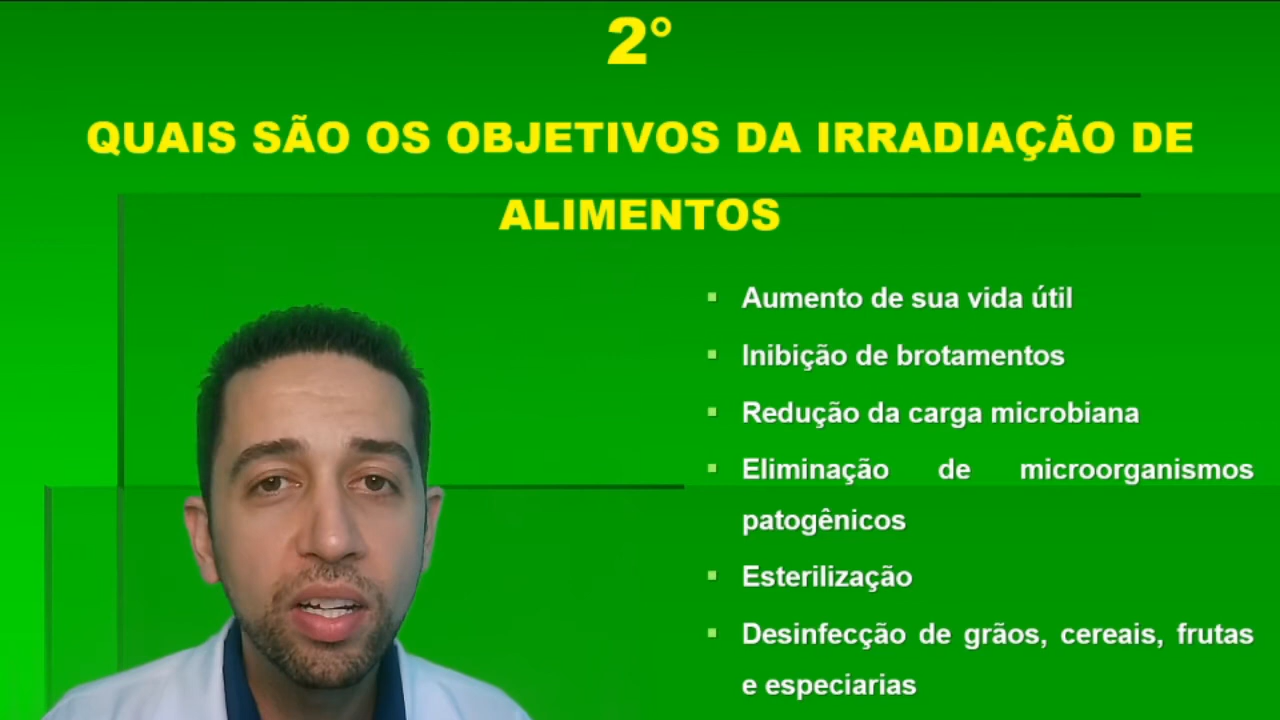 2°
QUAIS SÃO OS OBJETIVOS DA IRRADIAÇÃO DE
ALIMENTOS
Aumento de sua vida útil
Inibição de brotamentos
Redução da carga microbiana
Eliminação de microorganismos
patogênicos
Esterilização
Desinfecção de grãos, cereais, frutas
e especiarias